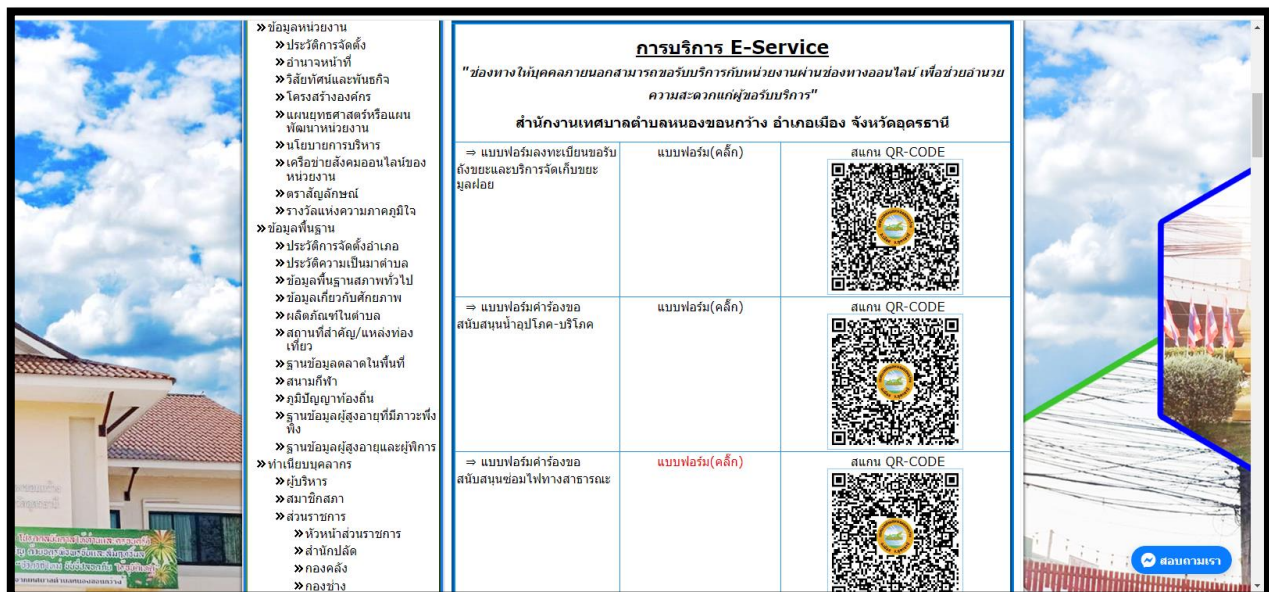 »ข้อมูลหน่วยงาน
»ประวัติการจัดตั้ง
»อำนาจหน้าที่
»วิสัยทัศน์และพันธกิจ
»โครงสร้างองค์กร
»แผนยุทธศาสตร์หรือแผน
พัฒนาหน่วยงาน
»นโยบายการบริหาร
»เครือข่ายสังคมออนไลน์ของ
หน่วยงาน
»ตราสัญลักษณ์
»รางวัลแห่งความภาคภูมิใจ
»ข้อมูลพื้นฐาน
»ประวัติการจัดตั้งอำเภอ
»ประวัติความเป็นมาตำบล
»ข้อมูลพื้นฐานสภาพทั่วไป
»ข้อมูลเกี่ยวกับศักยภาพ
»ผลิตภัณฑ์ในตำบล
»สถานที่สำคัญ/แหล่งท่อง
เที่ยว
»ฐานข้อมูลตลาดในพื้นที่
»สนามกีฬา
»ภูมิปัญญาท้องถิ่น
»ฐานข้อมูลผู้สูงอายุที่มีภาวะพึ่ง
พิง
»ฐานข้อมูลผู้สูงอายุและผู้พิการ
»ทำเนียบบุคลากร
»ผู้บริหาร
»สมาชิกสภา
»ส่วนราชการ
»หัวหน้าส่วนราชการ
»สำนักปลัด
»กองคลัง
»กองช่าง
การบริการ E-Service
"ช่องทางให้บุคคลภายนอกสามารถขอรับบริการกับหน่วยงานผ่านช่องทางออนไลน์ เพื่อช่วยอำนวย
ความสะดวกแก่ผู้ขอรับบริการ"
สำนักงานเทศบาลตำบลหนองขอนกว้าง อำเภอเมือง จังหวัดอุดรธานี
⇒ แบบฟอร์มลงทะเบียนขอรับ
ถังขยะและบริการจัดเก็บขยะ
มูลฝอย
แบบฟอร์ม(คลิ๊ก)
สแกน QR-CODE
⇒ แบบฟอร์มคำร้องขอ
สนับสนุนน้ำอุปโภค-บริโภค
แบบฟอร์ม(คลิ๊ก)
สแกน QR-CODE
⇒ แบบฟอร์มคำร้องขอ
สนับสนุนซ่อมไฟทางสาธารณะ
แบบฟอร์ม(คลิ๊ก)
สแกน QR-CODE
สอบถามเรา